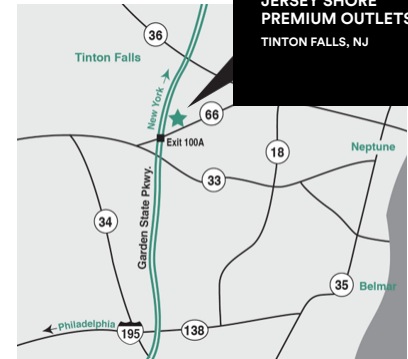 JERSEY SHORE
PREMIUM OUTLETS
TINTON FALLS, NJ
36
Tinton Falls
New York
66
Exit 100A
18
Neptune
33
Garden State Pkwy.
34
35
Belmar
Philadelphia
195
138